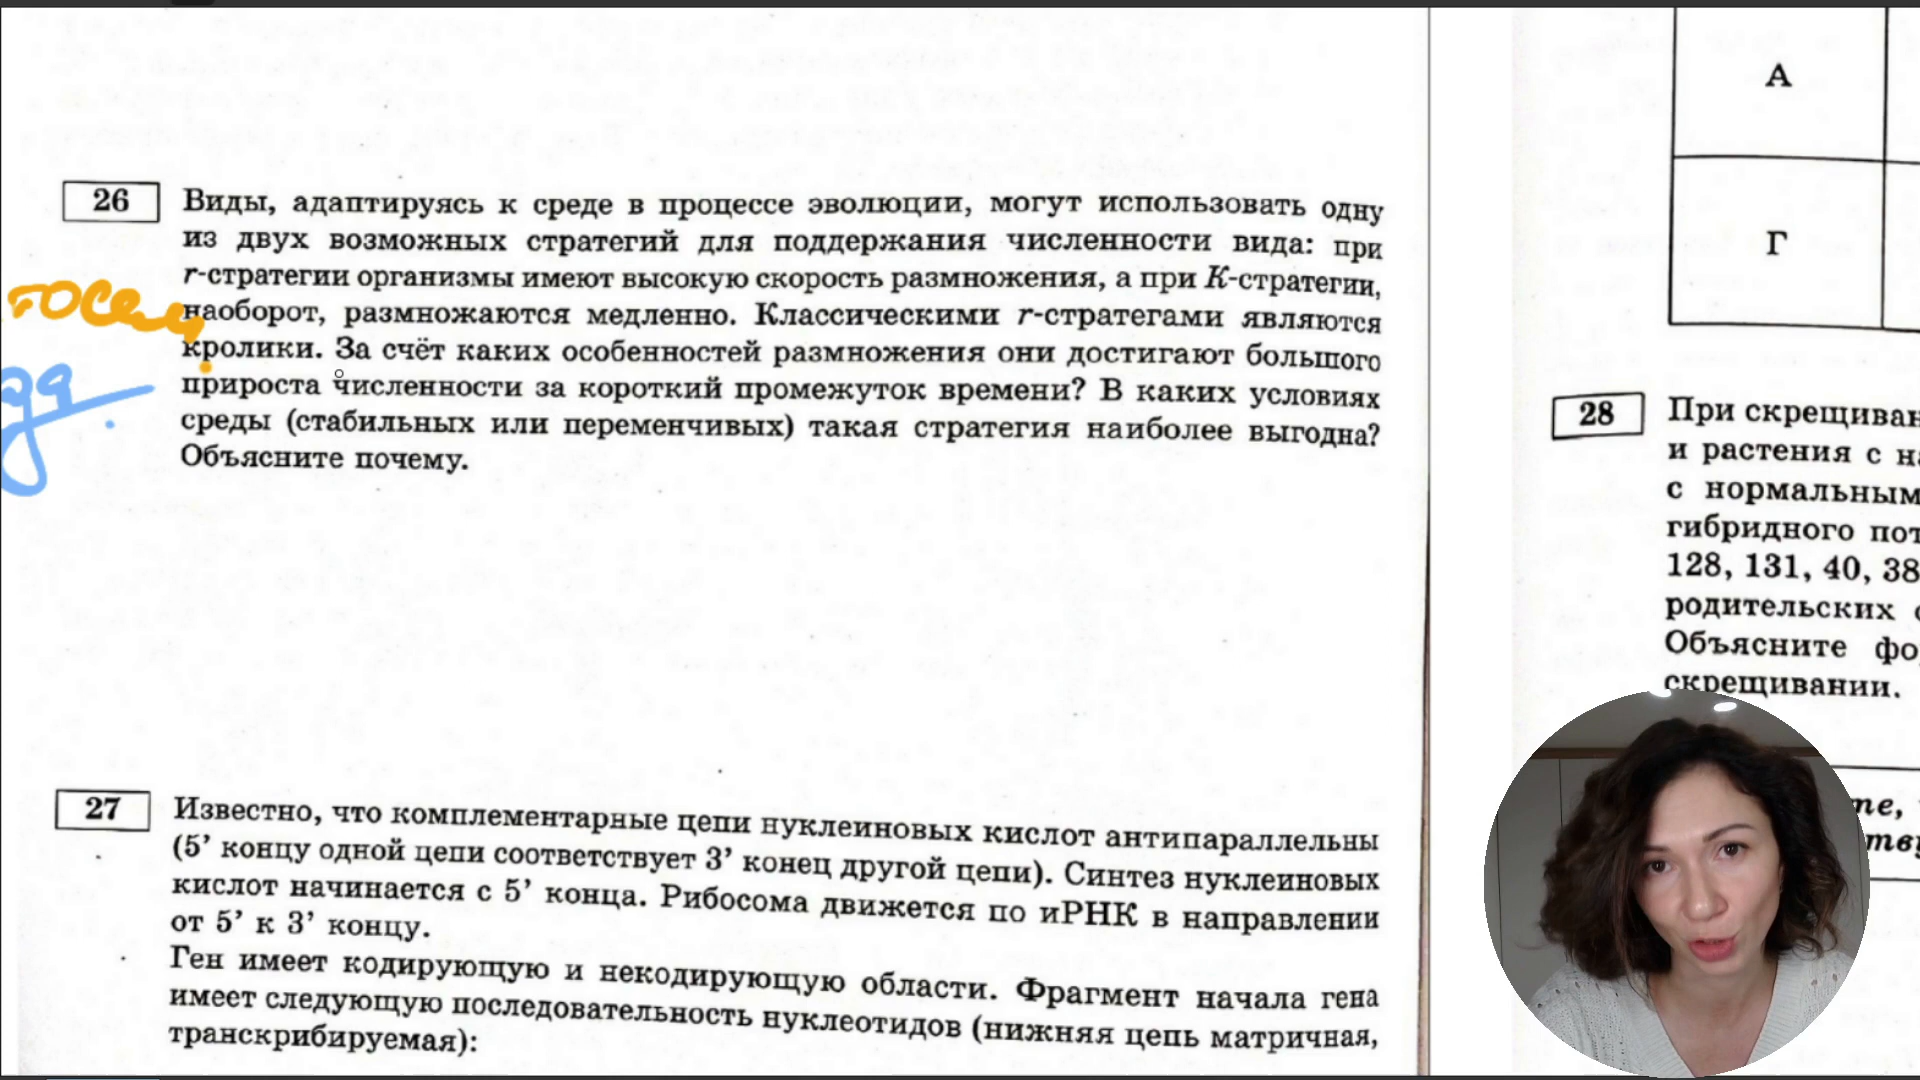 26
Виды, адаптируясь к среде в процессе эволюции, могут использовать одну
из двух возможных стратегий для поддержания численности вида: при
r-стратегии организмы имеют высокую скорость размножения, а при К-стратегии,
наоборот, размножаются медленно. Классическими r-стратегами являются
кролики. За счёт каких особенностей размножения они достигают большого
прироста численности за короткий промежуток времени? В каких условиях
среды (стабильных или переменчивых) такая стратегия наиболее выгодна?
Объясните почему.
27
Известно, что комплементарные цепи нуклеиновых кислот антипараллельны
(5’ концу одной цепи соответствует 3’ конец другой цепи). Синтез нуклеиновых
кислот начинается с 5’ конца. Рибосома движется по иРНК в направлении
от 5’ к 3’ концу.
Ген имеет кодирующую и некодирующую области. Фрагмент начала гена
имеет следующую последовательность нуклеотидов (нижняя цепь матричная,
транскрибируемая):
А
Г
28
При скрещиван
и растения с на
с нормальным
гибридного пот
128, 131, 40, 38
родительских
Объясните фо
скрещивании.
те,
тву